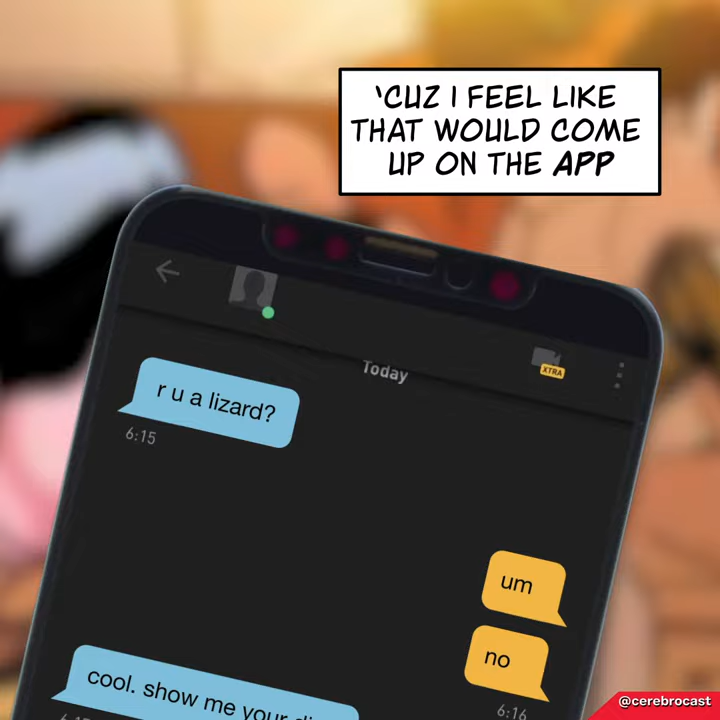 'CUZ I FEEL LIKE
THAT WOULD COME
UP ON THE APP
XTRA
Today
r u a lizard?
6:15
um
no
6:16
cool. show me your
@cerebrocast